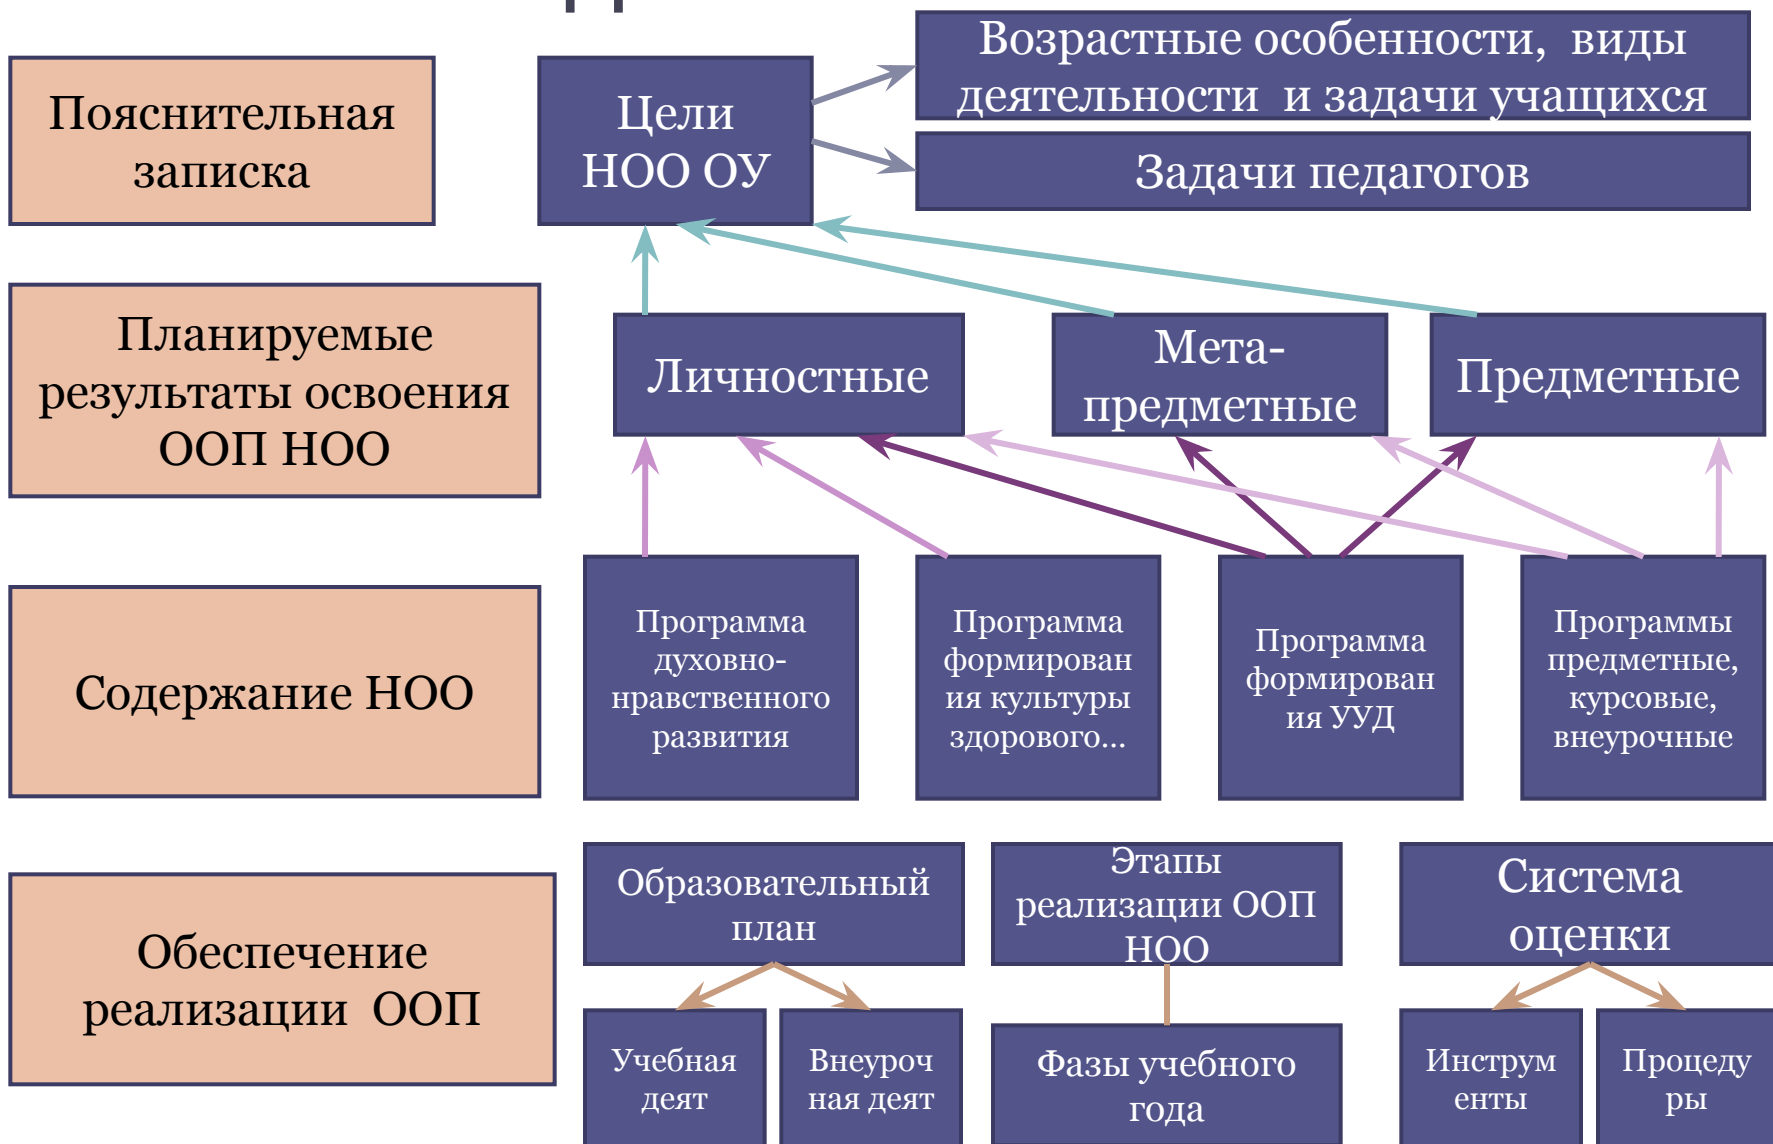 Пояснительная
записка
Цели
НОО ОУ
Возрастные особенности, виды
деятельности и задачи учащихся
Задачи педагогов
Планируемые
результаты освоения
ООП НОО
Личностные
Мета-
предметные
Предметные
Содержание НОО
Программа
духовно-
нравственного
развития
Программа
формирован
ия культуры
здорового...
Программа
формирован
ия УУД
Программы
предметные,
курсовые,
внеурочные
Обеспечение
реализации ООП
Образовательный
план
Этапы
реализации ООП
НОО
Система
оценки
Учебная
деят
Внеуроч
ная деят
Фазы учебного
года
Инструм
енты
Процеду
ры